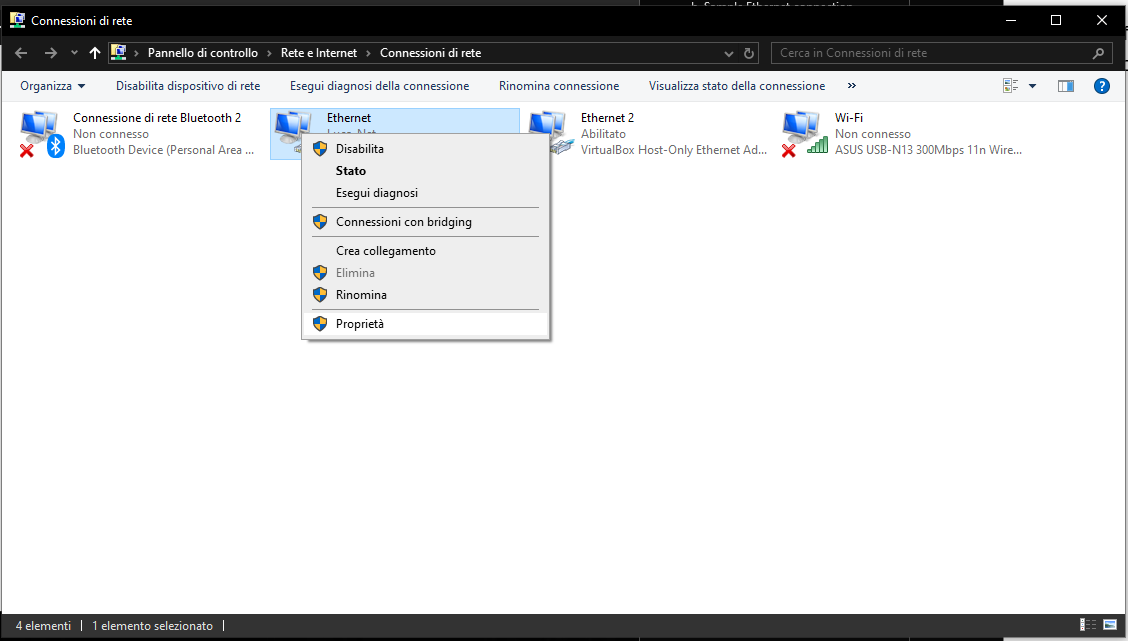 Connessioni di rete
Pannello di controllo > Rete e Internet > Connessioni di rete
Cerca in Connessioni di rete
Organizza
Disabilita dispositivo di rete
Esegui diagnosi della connessione
Rinomina connessione
Visualizza stato della connessione
»
Connessione di rete Bluetooth 2
Non connesso
Bluetooth Device (Personal Area ...
Ethernet
Ethernet 2
Abilitato
VirtualBox Host-Only Ethernet Ad...
Wi-Fi
Non connesso
ASUS USB-N13 300Mbps 11n Wire...
Disabilita
Stato
Esegui diagnosi
Connessioni con bridging
Crea collegamento
Elimina
Rinomina
Proprietà
4 elementi
1 elemento selezionato